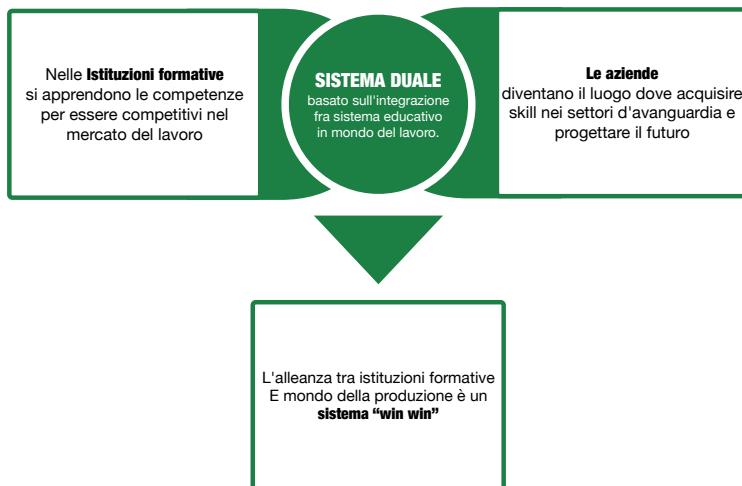 Nelle Istituzioni formative
si apprendono le competenze
per essere competitivi nel
mercato del lavoro
SISTEMA DUALE
basato sull'integrazione
fra sistema educativo
in mondo del lavoro.
Le aziende
diventano il luogo dove acquisire
skill nei settori d'avanguardia e
progettare il futuro
L'alleanza tra istituzioni formative
E mondo della produzione è un
sistema “win win”